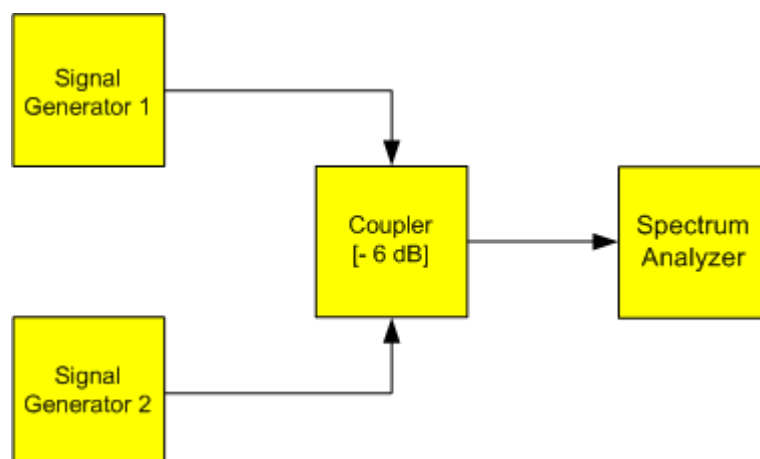 Signal
Generator 1
Coupler
[- 6 dB]
Spectrum
Analyzer
Signal
Generator 2